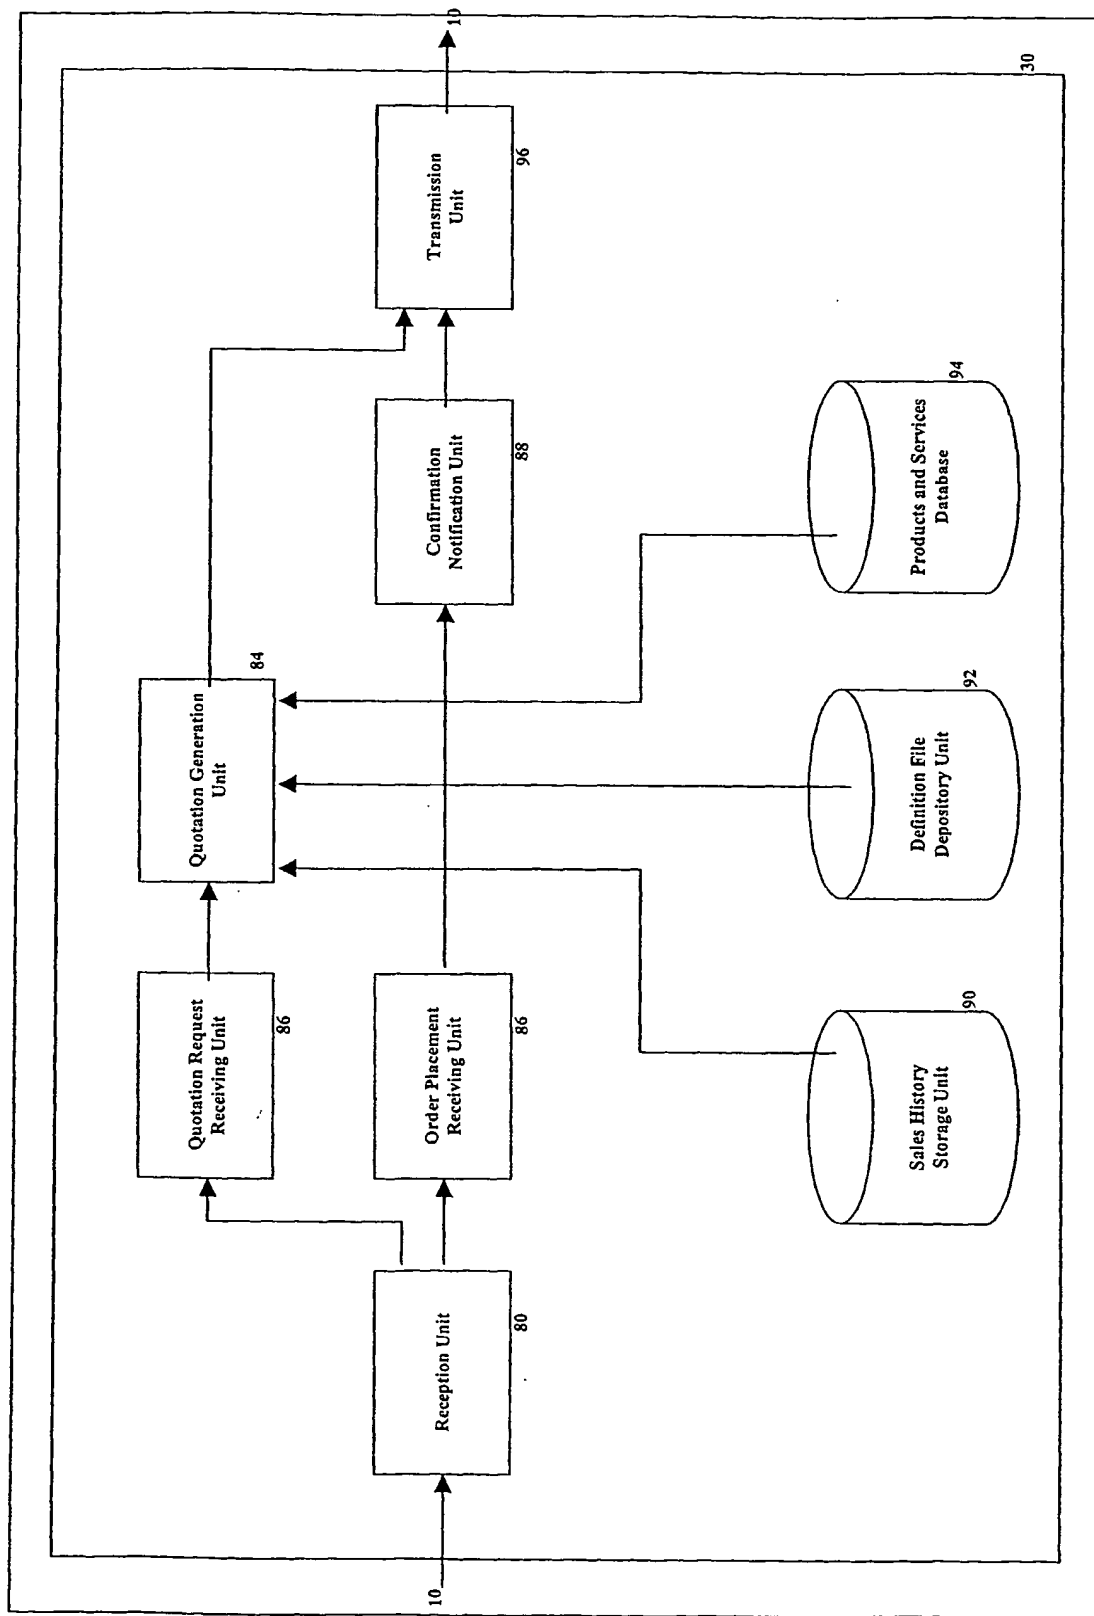 10
Reception Unit
80
Quotation Request
Receiving Unit
86
Order Placement
Receiving Unit
86
Quotation Generation
Unit
84
Confirmation
Notification Unit
88
Transmission
Unit
96
10
Sales History
Storage Unit
90
Definition File
Depository Unit
92
Products and Services
Database
94
30